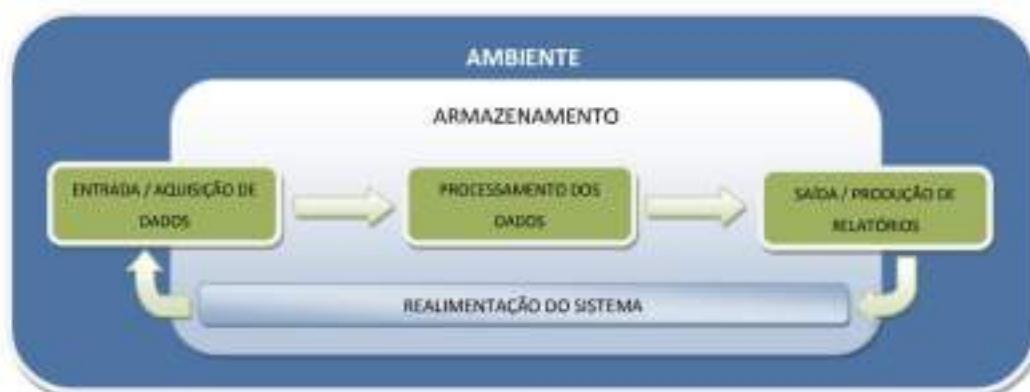 AMBIENTE
ARMAZENAMENTO
ENTRADA / AQUISIÇÃO DE
DADOS
PROCESSAMENTO DOS
DADOS
SAÍDA / PRODUÇÃO DE
RELATÓRIOS
REALIMENTAÇÃO DO SISTEMA